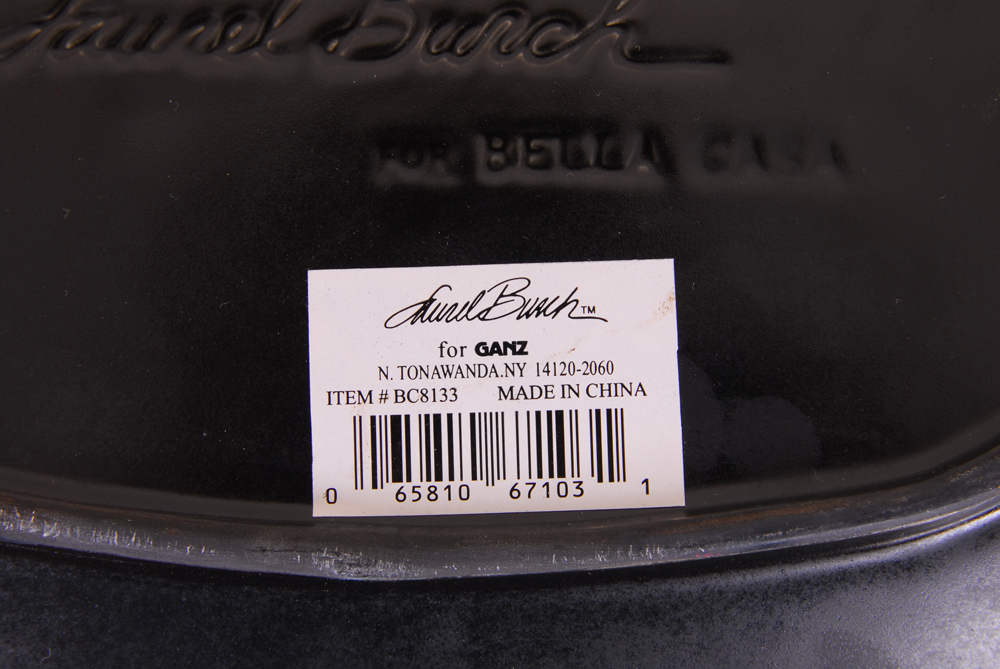 Laurel Burch
FOR BELLA CASA
Laurel Burch™
for GANZ
N. TONAWANDA.NY 14120-2060
ITEM # BC8133 MADE IN CHINA
0 65810 67103 1